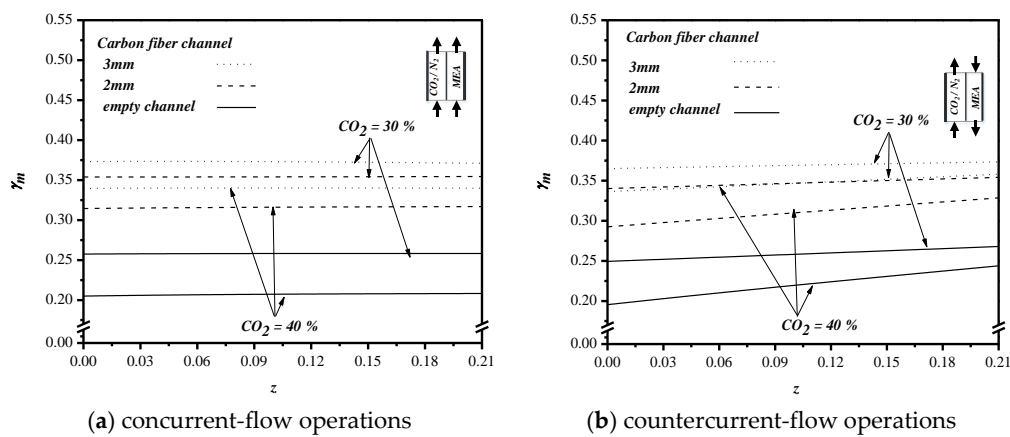 0.55
0.50
0.45
0.40
0.35
0.30
0.25
0.20
0.00
γm
Carbon fiber channel
3mm
2mm
empty channel
CO2/ N2
MEA
CO2 = 30 %
CO2 = 40 %
0.00 0.03 0.06 0.09 0.12 0.15 0.18 0.21
z
(a) concurrent-flow operations
0.55
0.50
0.45
0.40
0.35
0.30
0.25
0.20
0.00
γm
Carbon fiber channel
3mm
2mm
empty channel
CO2/ N2
MEA
CO2 = 30 %
CO2 = 40 %
0.00 0.03 0.06 0.09 0.12 0.15 0.18 0.21
z
(b) countercurrent-flow operations